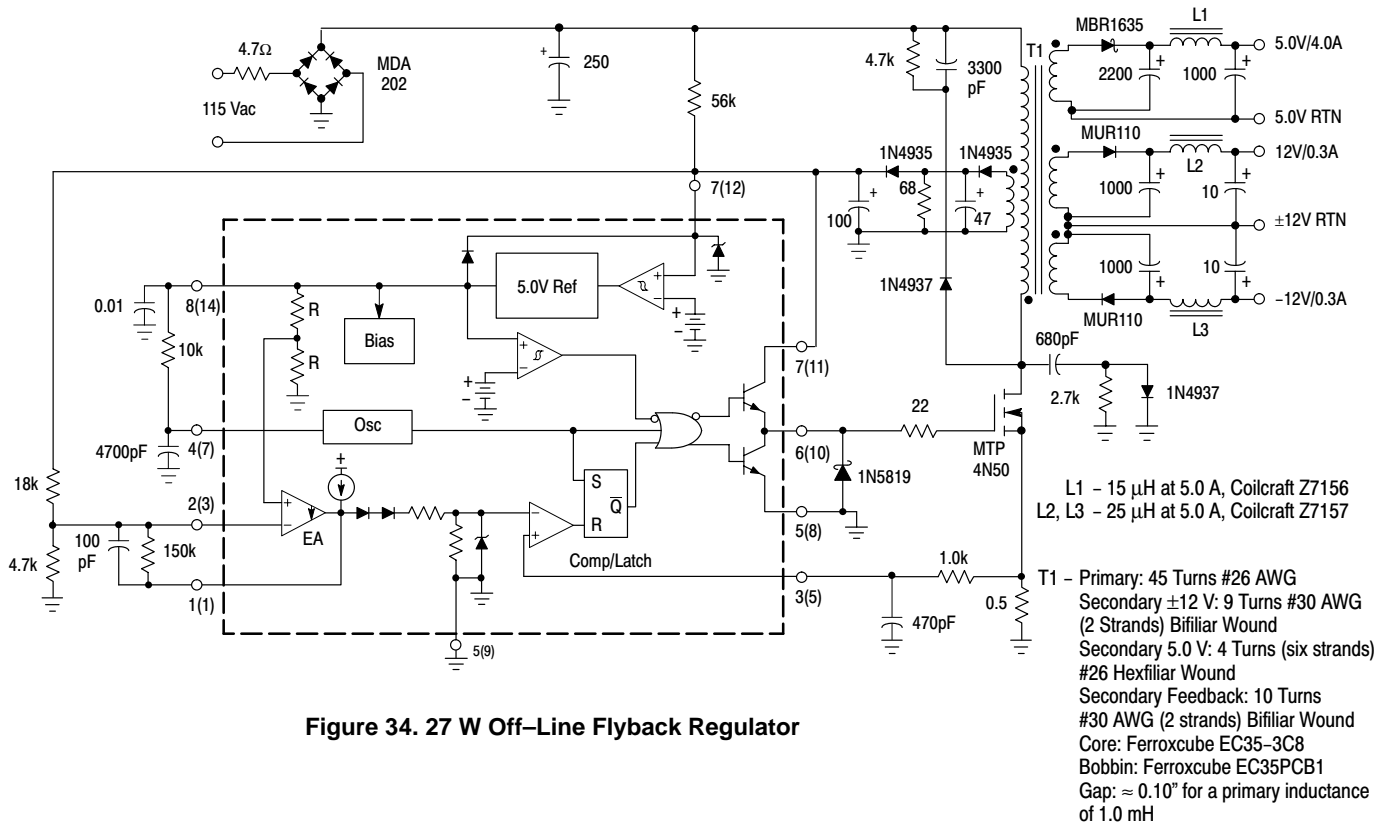 4.7Ω
MDA
202
115 Vac
+
250
56k
4.7k
3300
pF
T1
MBR1635
L1
+
2200
+
1000
5.0V/4.0A
5.0V RTN
MUR110
L2
12V/0.3A
+
1000
+
10
±12V RTN
1000
+
10
+
MUR110
L3
−12V/0.3A
1N4935
1N4935
68
+
100
+
47
7(12)
1N4937
680pF
2.7k
1N4937
0.01
8(14)
R
R
Bias
5.0V Ref
+
−
+
−
+
−
+
−
10k
7(11)
4700pF
4(7)
Osc
22
6(10)
MTP
4N50
1N5819
18k
+
S
Q
R
2(3)
+
−
EA
−
+
Comp/Latch
5(8)
100
pF
150k
4.7k
1(1)
1.0k
3(5)
0.5
470pF
5(9)
L1 – 15 μH at 5.0 A, Coilcraft Z7156
L2, L3 – 25 μH at 5.0 A, Coilcraft Z7157
T1 – Primary: 45 Turns #26 AWG
Secondary ±12 V: 9 Turns #30 AWG
(2 Strands) Bifiliar Wound
Secondary 5.0 V: 4 Turns (six strands)
#26 Hexfiliar Wound
Secondary Feedback: 10 Turns
#30 AWG (2 strands) Bifiliar Wound
Core: Ferroxcube EC35–3C8
Bobbin: Ferroxcube EC35PCB1
Gap: ≈ 0.10" for a primary inductance
of 1.0 mH
Figure 34. 27 W Off–Line Flyback Regulator